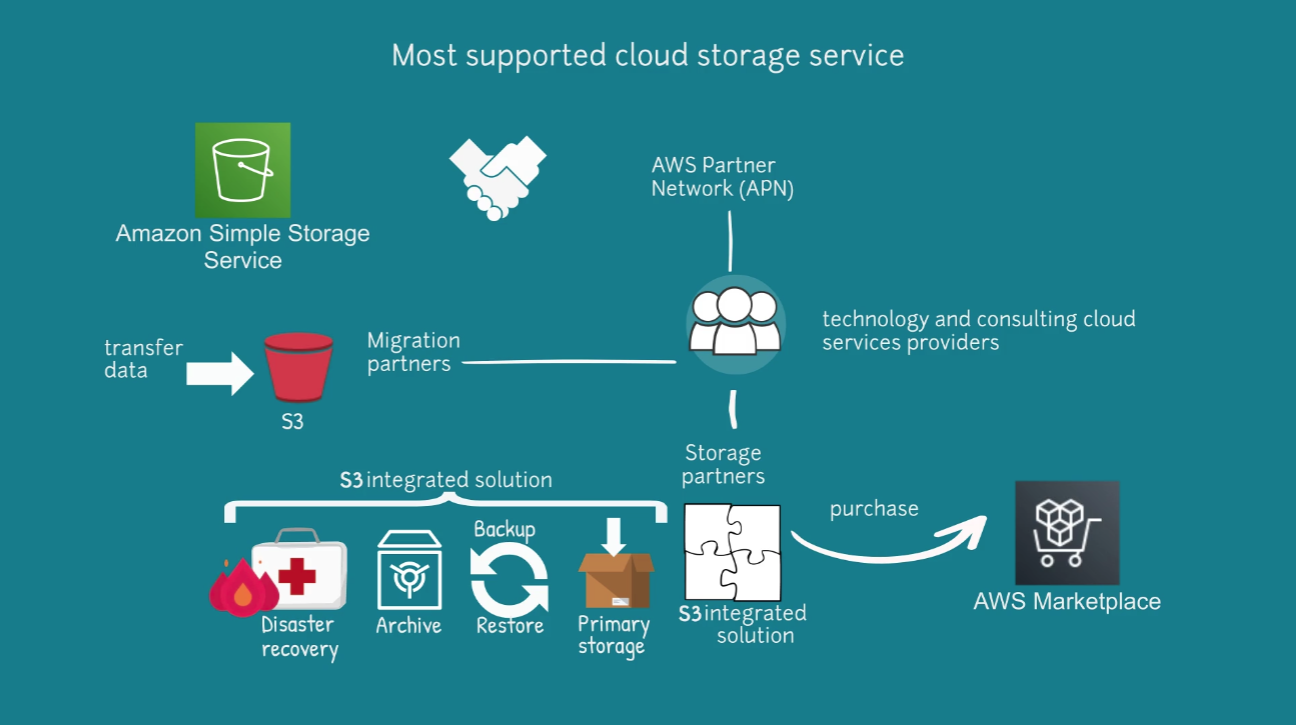 Most supported cloud storage service
Amazon Simple Storage
Service
AWS Partner
Network (APN)
technology and consulting cloud
services providers
transfer
data
S3
Migration
partners
Storage
partners
S3 integrated solution
Disaster
recovery
Archive
Backup
Restore
Primary
storage
S3 integrated
solution
purchase
AWS Marketplace